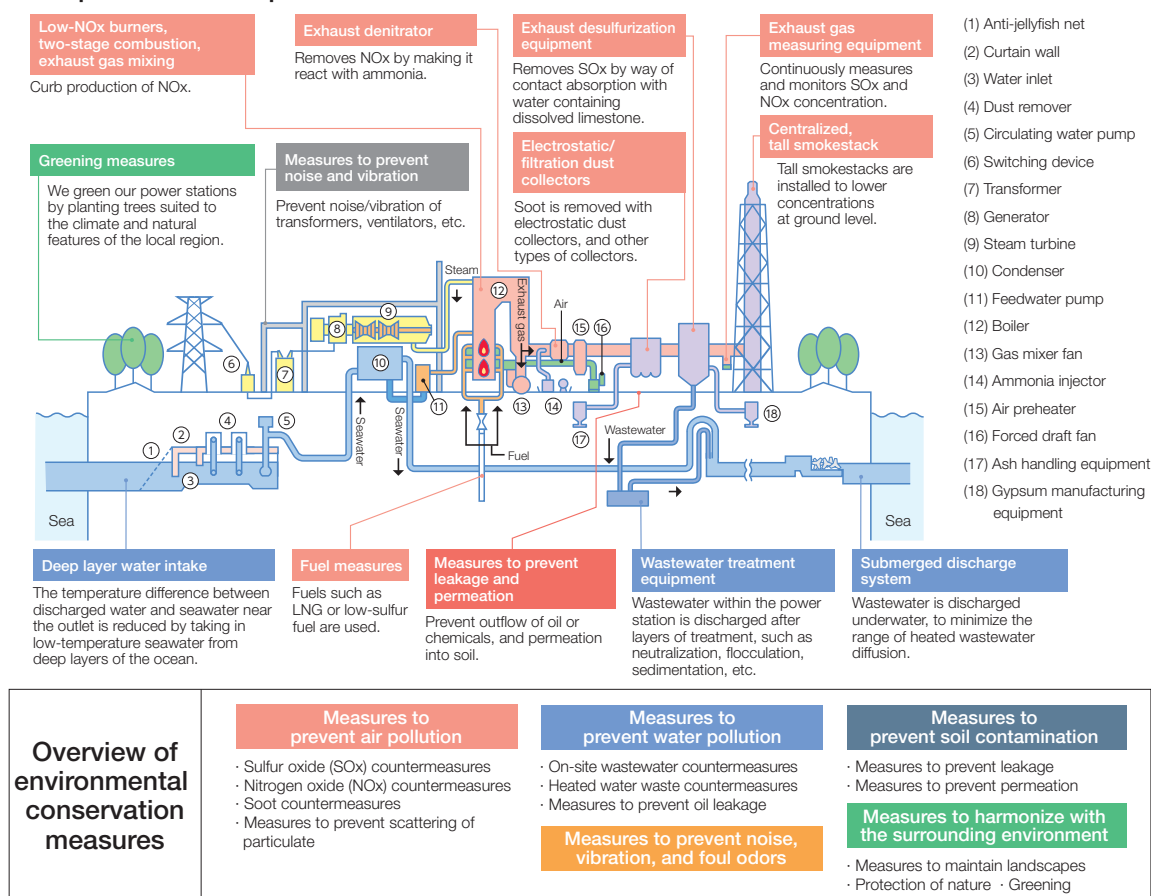 Low-NOx burners,
two-stage combustion,
exhaust gas mixing
Curb production of NOx.
Exhaust denitrator
Removes NOx by making it
react with ammonia.
Exhaust desulfurization
equipment
Removes SOx by way of
contact absorption with
water containing
dissolved limestone.
Exhaust gas
measuring equipment
Continuously measures
and monitors SOx and
NOx concentration.
Greening measures
We green our power stations
by planting trees suited to
the climate and natural
features of the local region.
Measures to prevent
noise and vibration
Prevent noise/vibration of
transformers, ventilators, etc.
Electrostatic/
filtration dust
collectors
Soot is removed with
electrostatic dust
collectors, and other
types of collectors.
Centralized,
tall smokestack
Tall smokestacks are
installed to lower
concentrations
at ground level.
(1) Anti-jellyfish net
(2) Curtain wall
(3) Water inlet
(4) Dust remover
(5) Circulating water pump
(6) Switching device
(7) Transformer
(8) Generator
(9) Steam turbine
(10) Condenser
(11) Feedwater pump
(12) Boiler
(13) Gas mixer fan
(14) Ammonia injector
(15) Air preheater
(16) Forced draft fan
(17) Ash handling equipment
(18) Gypsum manufacturing
equipment
Steam
Exhaust gas
Air
1
2
3
4
5
6
7
8
9
10
11
12
13
14
15
16
17
18
Seawater
Seawater
Fuel
Wastewater
Sea
Sea
Deep layer water intake
The temperature difference between
discharged water and seawater near
the outlet is reduced by taking in
low-temperature seawater from
deep layers of the ocean.
Fuel measures
Fuels such as
LNG or low-sulfur
fuel are used.
Measures to prevent
leakage and
permeation
Prevent outflow of oil or
chemicals, and permeation
into soil.
Wastewater treatment
equipment
Wastewater within the power
station is discharged after
layers of treatment, such as
neutralization, flocculation,
sedimentation, etc.
Submerged discharge
system
Wastewater is discharged
underwater, to minimize the
range of heated wastewater
diffusion.
Overview of
environmental
conservation
measures
Measures to
prevent air pollution
· Sulfur oxide (SOx) countermeasures
· Nitrogen oxide (NOx) countermeasures
· Soot countermeasures
· Measures to prevent scattering of
particulate
Measures to
prevent water pollution
· On-site wastewater countermeasures
· Heated water waste countermeasures
· Measures to prevent oil leakage
Measures to prevent noise,
vibration, and foul odors
Measures to
prevent soil contamination
· Measures to prevent leakage
· Measures to prevent permeation
Measures to harmonize with
the surrounding environment
· Measures to maintain landscapes
· Protection of nature · Greening